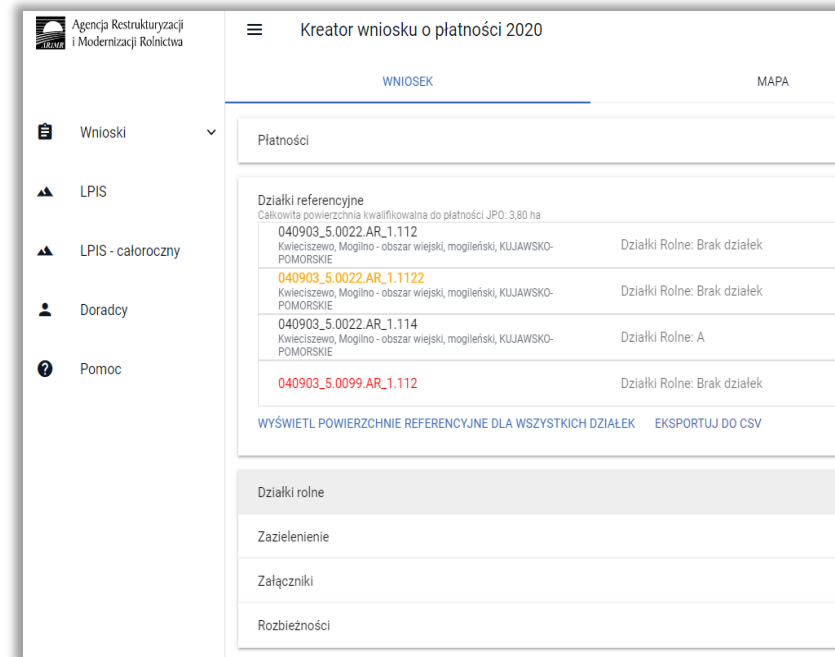 Agencja Restrukturyzacji
i Modernizacji Rolnictwa
ARiMR
Kreator wniosku o płatności 2020
WNIOSEK
MAPA
Wnioski
LPIS
LPIS - całoroczny
Doradcy
Pomoc
Płatności
Działki referencyjne
Całkowita powierzchnia kwalifikowalna do płatności JPO: 3,80 ha
040903_5.0022.AR_1.112
Kwieciszewo, Mogilno - obszar wiejski, mogileński, KUJAWSKO-
POMORSKIE
Działki Rolne: Brak działek
040903_5.0022.AR_1.1122
Kwieciszewo, Mogilno - obszar wiejski, mogileński, KUJAWSKO-
POMORSKIE
Działki Rolne: Brak działek
040903_5.0022.AR_1.114
Kwieciszewo, Mogilno - obszar wiejski, mogileński, KUJAWSKO-
POMORSKIE
Działki Rolne: A
040903_5.0099.AR_1.112
Działki Rolne: Brak działek
WYŚWIETL POWIERZCHNIE REFERENCYJNE DLA WSZYSTKICH DZIAŁEK
EKSPORTUJ DO CSV
Działki rolne
Zazielenienie
Załączniki
Rozbieżności